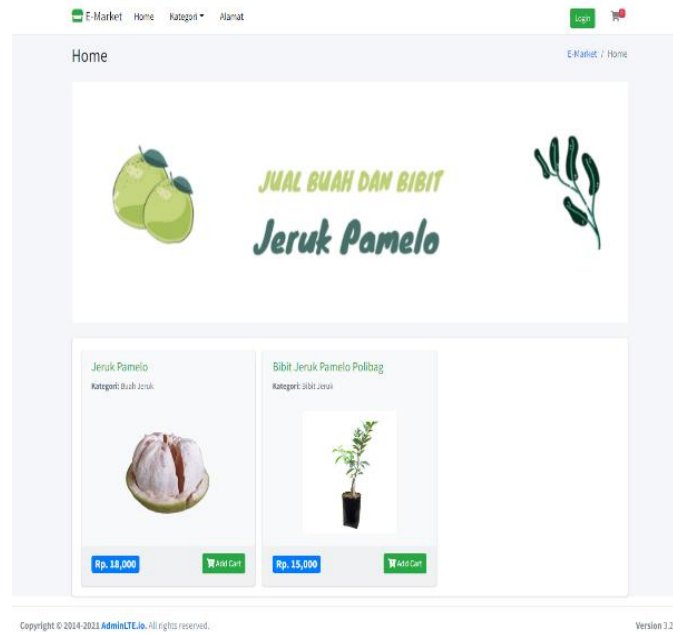 E-Market Home Kategori Alamat Login 0
Home E-Market / Home
JUAL BUAH DAN BIBIT
Jeruk Pamelo
Jeruk Pamelo
Kategori: Buah Jeruk
Rp. 18,000 Add Cart
Bibit Jeruk Pamelo Polibag
Kategori: Bibit Jeruk
Rp. 15,000 Add Cart
Copyright © 2014-2021 AdminLTE.io. All rights reserved. Version 3.2